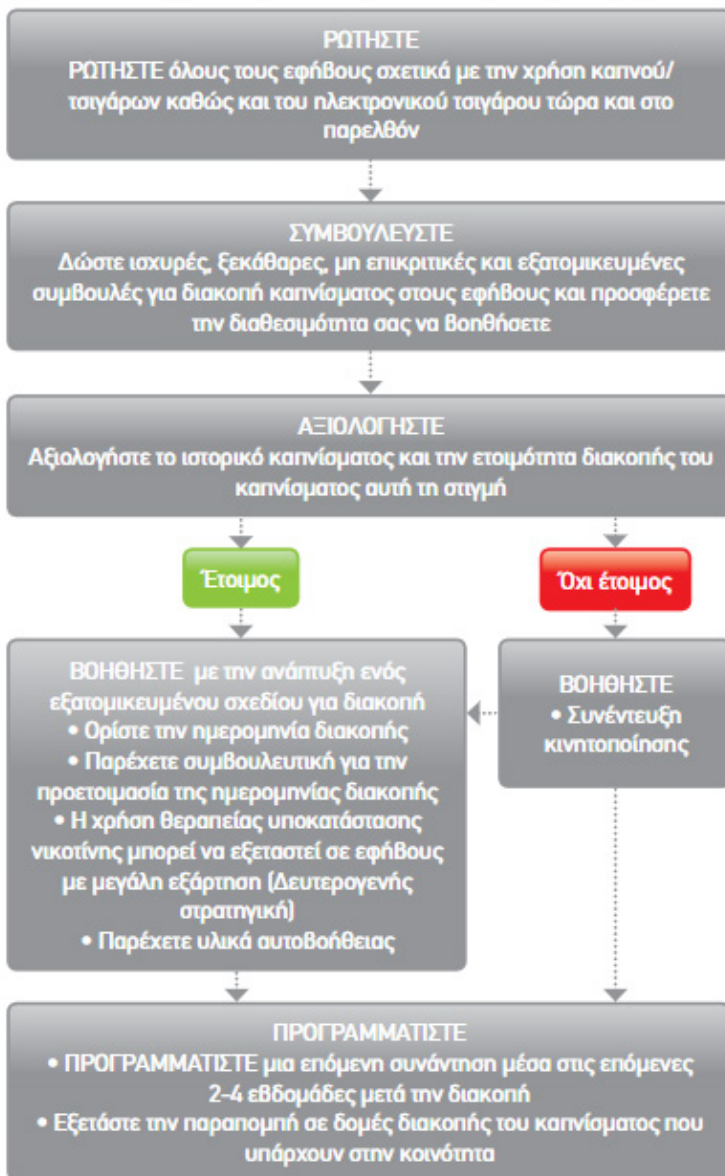 ΡΩΤΗΣΤΕ
ΡΩΤΗΣΤΕ όλους τους εφήβους σχετικά με την χρήση καπνού/
τσιγάρων καθώς και του ηλεκτρονικού τσιγάρου τώρα και στο
παρελθόν
ΣΥΜΒΟΥΛΕΥΣΤΕ
Δώστε ισχυρές, ξεκάθαρες, μη επικριτικές και εξατομικευμένες
συμβουλές για διακοπή καπνίσματος στους εφήβους και προσφέρετε
την διαθεσιμότητα σας να βοηθήσετε
ΑΞΙΟΛΟΓΗΣΤΕ
Αξιολογήστε το ιστορικό καπνίσματος και την ετοιμότητα διακοπής του
καπνίσματος αυτή τη στιγμή
Έτοιμος
Όχι έτοιμος
ΒΟΗΘΗΣΤΕ με την ανάπτυξη ενός
εξατομικευμένου σχεδίου για διακοπή
• Ορίστε την ημερομηνία διακοπής
• Παρέχετε συμβουλευτική για την
προετοιμασία της ημερομηνίας διακοπής
• Η χρήση θεραπείας υποκατάστασης
νικοτίνης μπορεί να εξεταστεί σε εφήβους
με μεγάλη εξάρτηση (Δευτερογενής
στρατηγική)
• Παρέχετε υλικά αυτοβοήθειας
ΒΟΗΘΗΣΤΕ
• Συνέντευξη
κινητοποίησης
ΠΡΟΓΡΑΜΜΑΤΙΣΤΕ
• ΠΡΟΓΡΑΜΜΑΤΙΣΤΕ μια επόμενη συνάντηση μέσα στις επόμενες
2-4 εβδομάδες μετά την διακοπή
• Εξετάστε την παραπομπή σε δομές διακοπής του καπνίσματος που
υπάρχουν στην κοινότητα